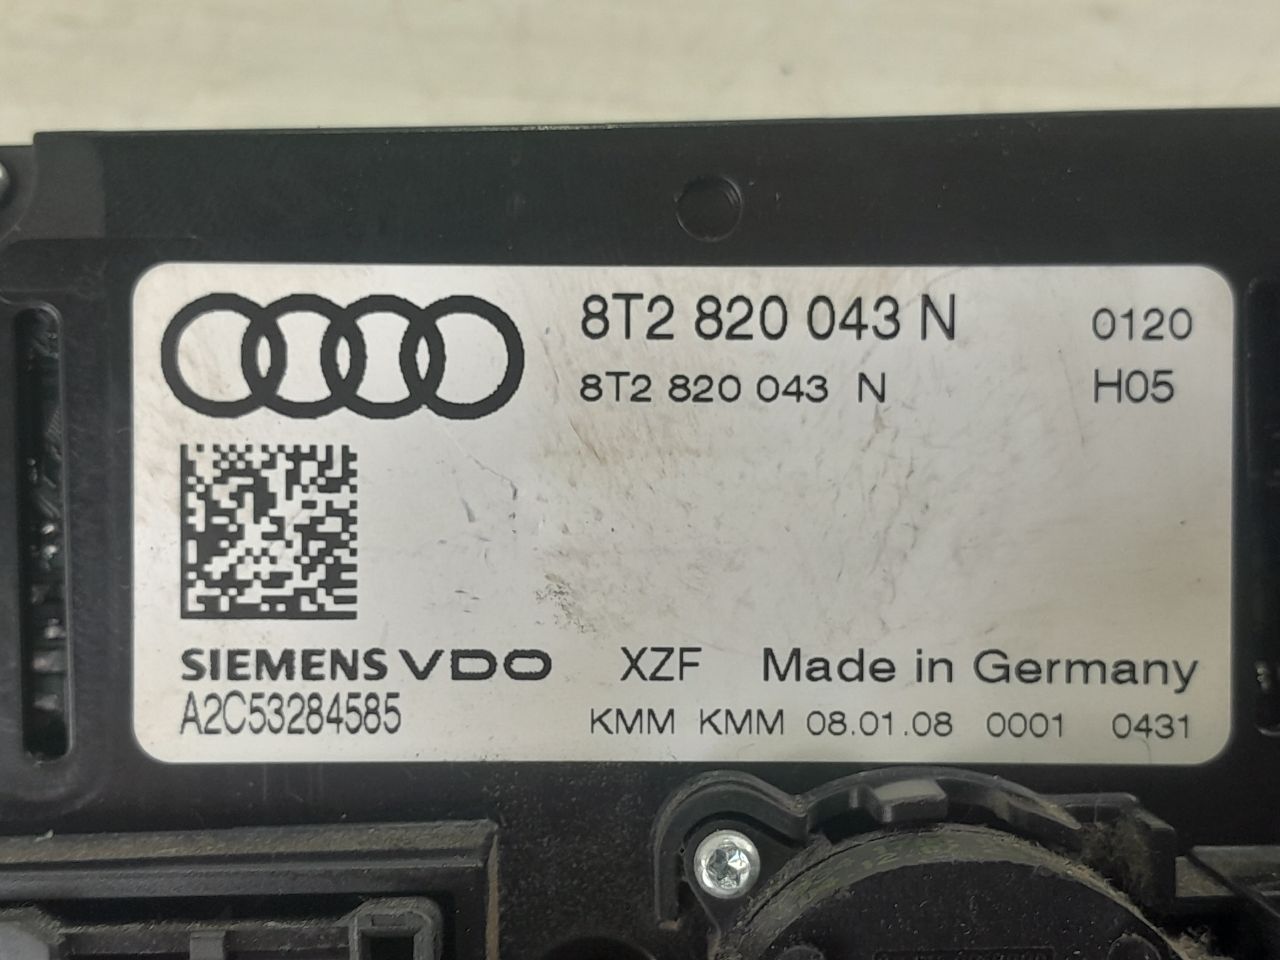 8T2 820 043 N 0120
8T2 820 043 N H05
SIEMENS VDO XZF Made in Germany
A2C53284585 KMM KMM 08.01.08 0001 0431